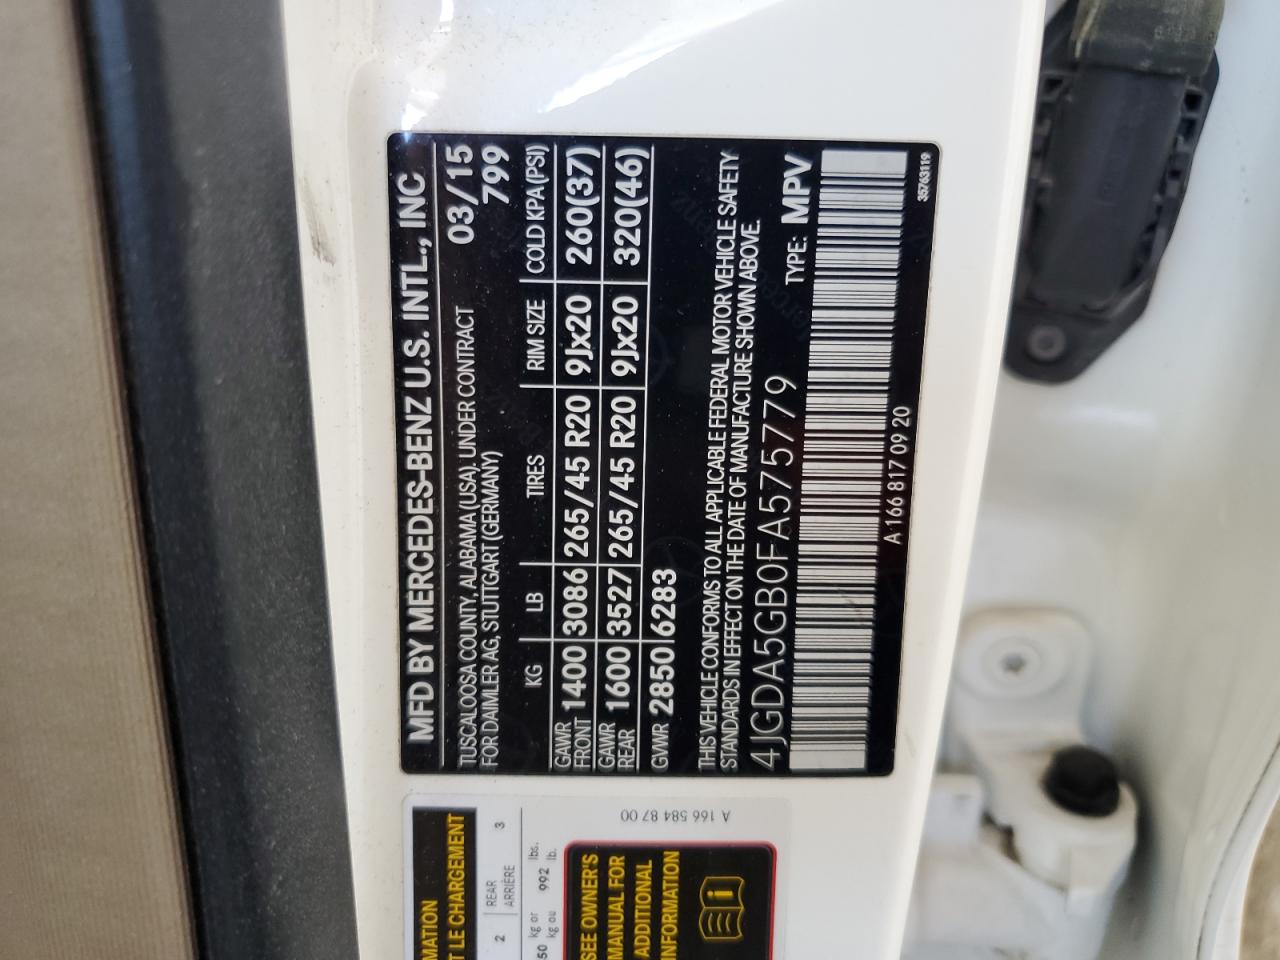 MFD BY MERCEDES-BENZ U.S. INTL., INC
TUSCALOOSA COUNTY, ALABAMA (USA). UNDER CONTRACT 03/15
FOR DAIMLER AG, STUTTGART (GERMANY) 799
KG LB TIRES RIM SIZE COLD KPA (PSI)
GAWR FRONT 1400 3086 265/45 R20 9Jx20 260(37)
GAWR REAR 1600 3527 265/45 R20 9Jx20 320(46)
GVWR 2850 6283
THIS VEHICLE CONFORMS TO ALL APPLICABLE FEDERAL MOTOR VEHICLE SAFETY
STANDARDS IN EFFECT ON THE DATE OF MANUFACTURE SHOWN ABOVE.
4JGDA5GB0FA575779 TYPE: MPV
A 166 817 09 20
35763119
MATION
T LE CHARGEMENT
2 REAR 3
ARRIÈRE
50 kg or 992 lbs.
kg ou lb.
SEE OWNER'S
MANUAL FOR
ADDITIONAL
INFORMATION
A 166 584 87 00